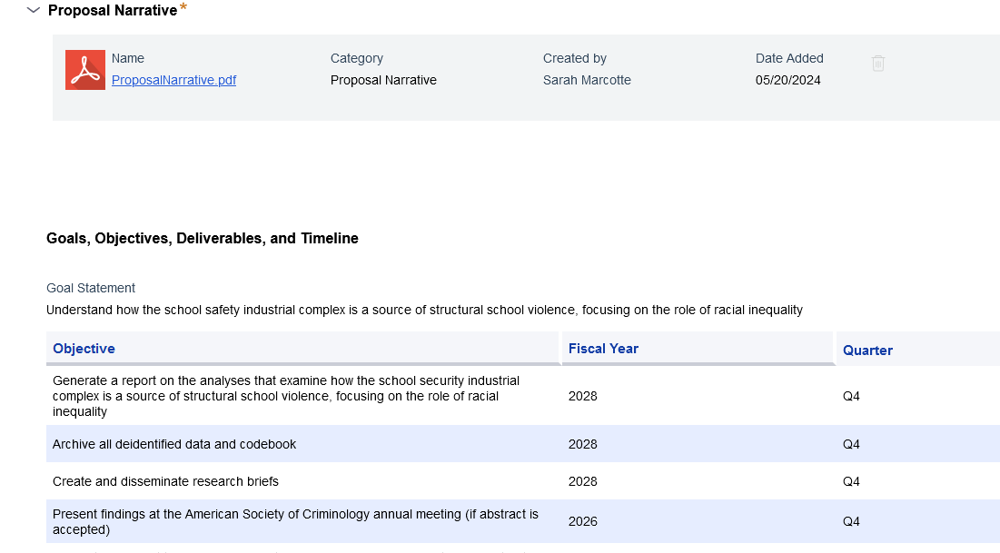 Proposal Narrative*
Name Category Created by Date Added
ProposalNarrative.pdf Proposal Narrative Sarah Marcotte 05/20/2024
Goals, Objectives, Deliverables, and Timeline
Goal Statement
Understand how the school safety industrial complex is a source of structural school violence, focusing on the role of racial inequality
Objective Fiscal Year Quarter
Generate a report on the analyses that examine how the school security industrial
complex is a source of structural school violence, focusing on the role of racial
inequality
2028 Q4
Archive all deidentified data and codebook 2028 Q4
Create and disseminate research briefs 2028 Q4
Present findings at the American Society of Criminology annual meeting (if abstract is
accepted)
2026 Q4